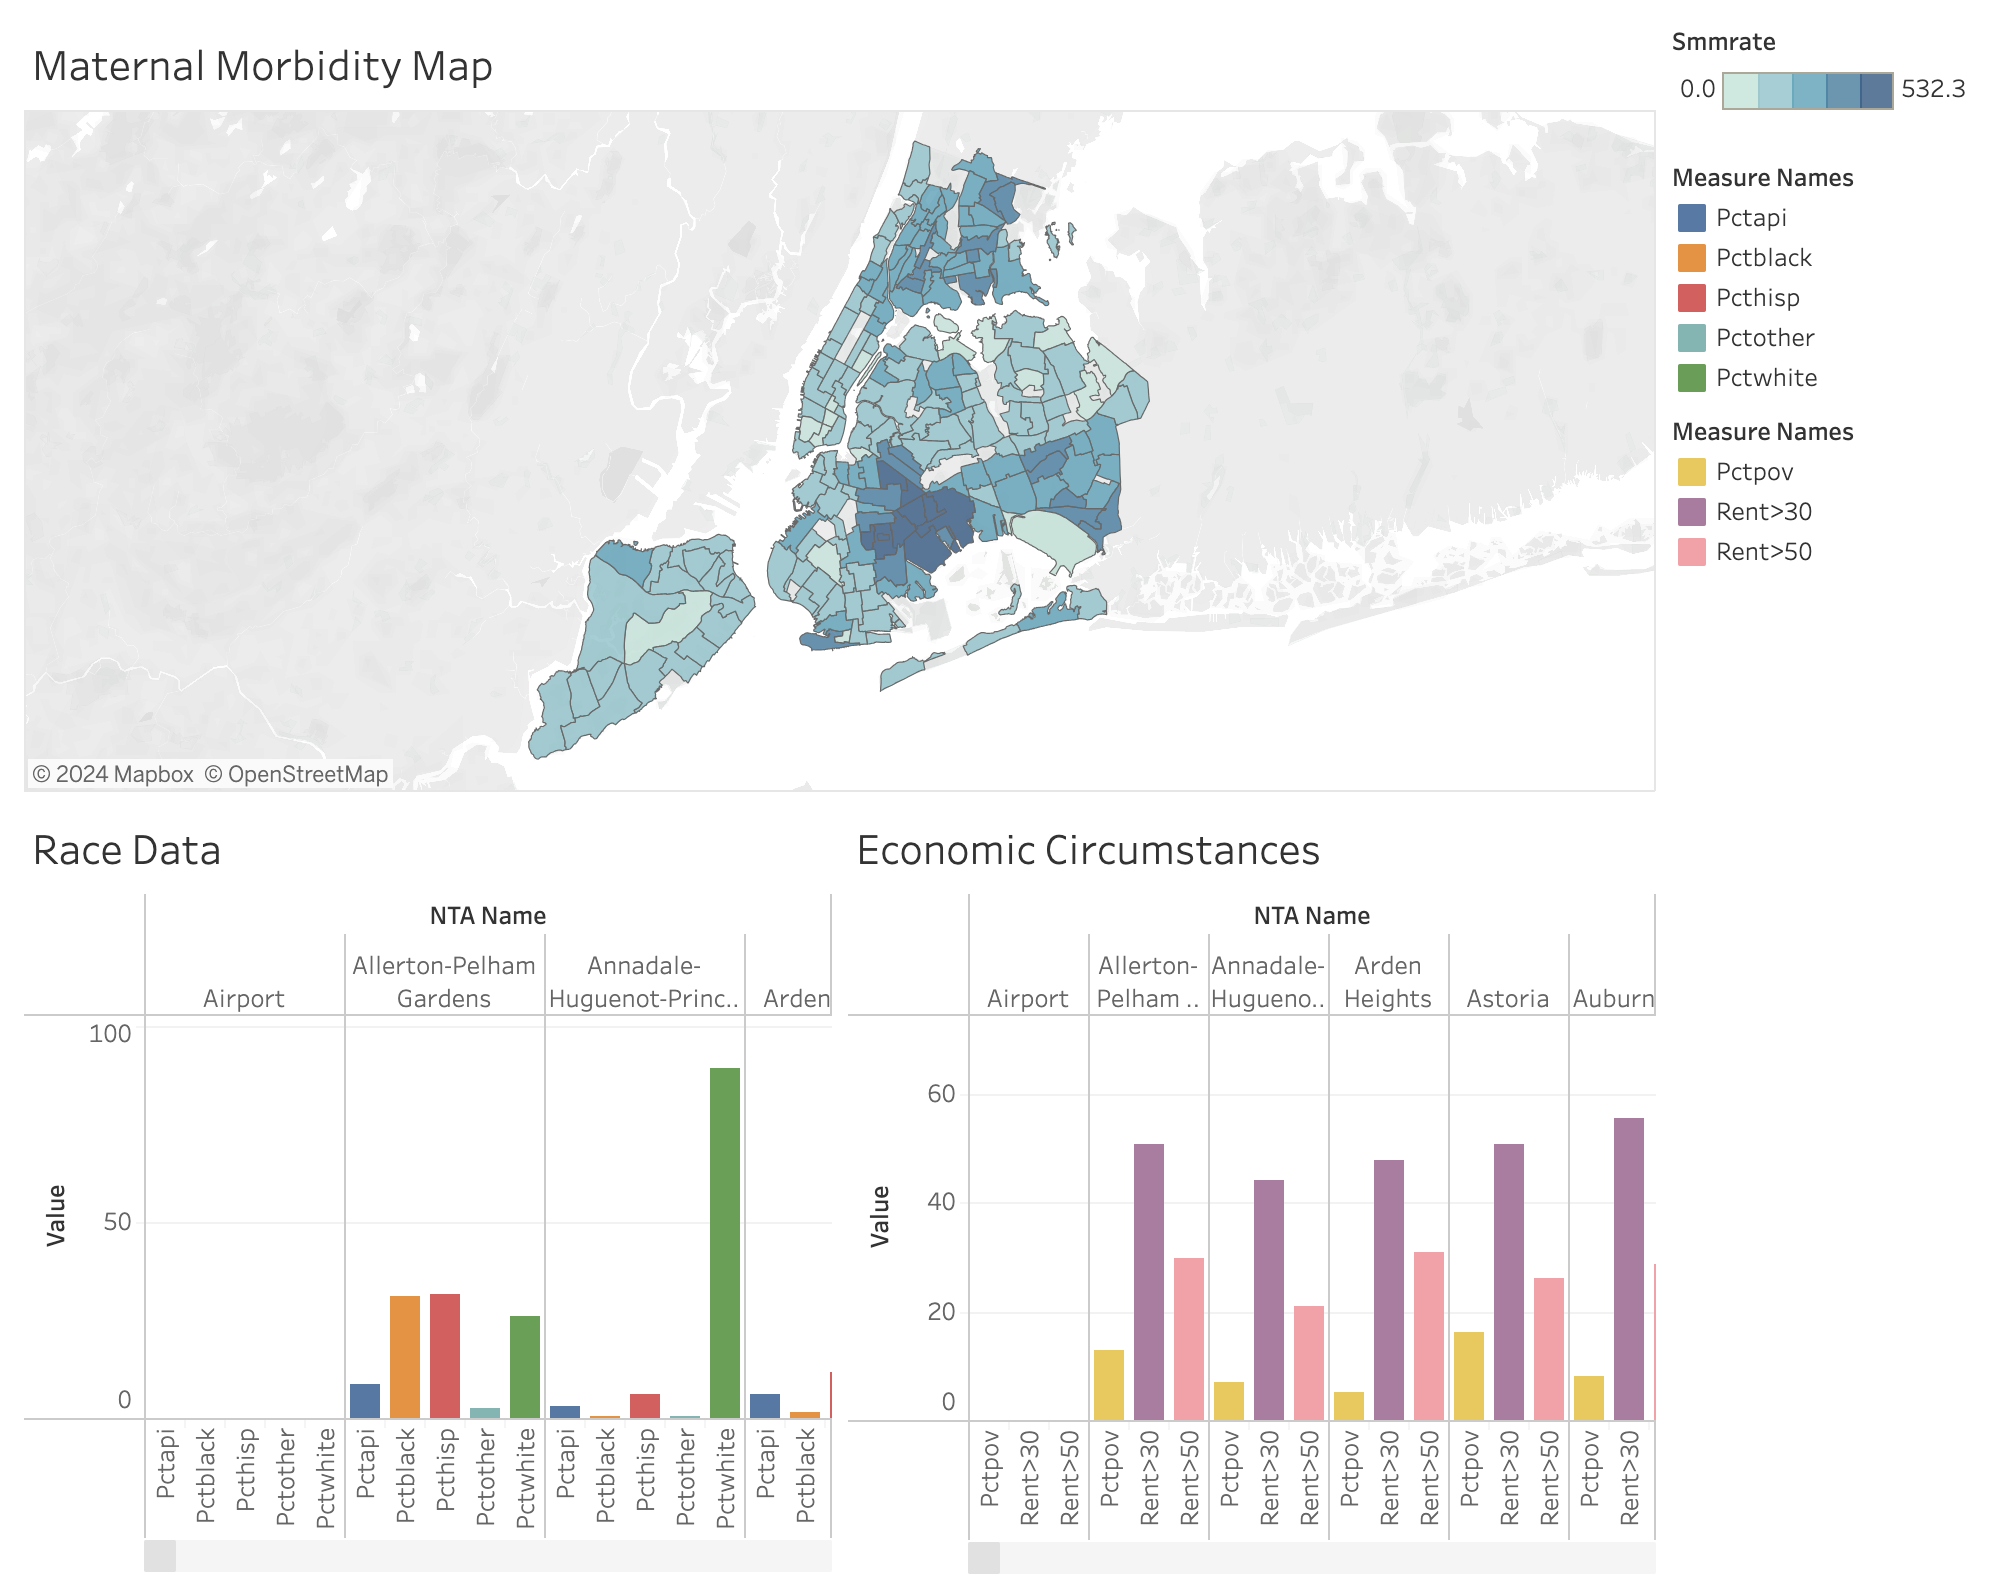 Maternal Morbidity Map
Smmrate
0.0 532.3
Measure Names
Pctapi
Pctblack
Pcthisp
Pctother
Pctwhite
Measure Names
Pctpov
Rent>30
Rent>50
© 2024 Mapbox © OpenStreetMap
Race Data
NTA Name
Airport
Allerton-Pelham
Gardens
Annadale-
Huguenot-Princ..
Arden
100
50
0
Value
Pctapi
Pctblack
Pcthisp
Pctother
Pctwhite
Pctapi
Pctblack
Pcthisp
Pctother
Pctwhite
Pctapi
Pctblack
Pcthisp
Pctother
Pctwhite
Pctapi
Pctblack
Economic Circumstances
NTA Name
Airport
Allerton-
Pelham ..
Annadale-
Hugueno..
Arden
Heights
Astoria
Auburn
60
40
20
0
Value
Pctpov
Rent>30
Rent>50
Pctpov
Rent>30
Rent>50
Pctpov
Rent>30
Rent>50
Pctpov
Rent>30
Rent>50
Pctpov
Rent>30
Rent>50
Pctpov
Rent>30